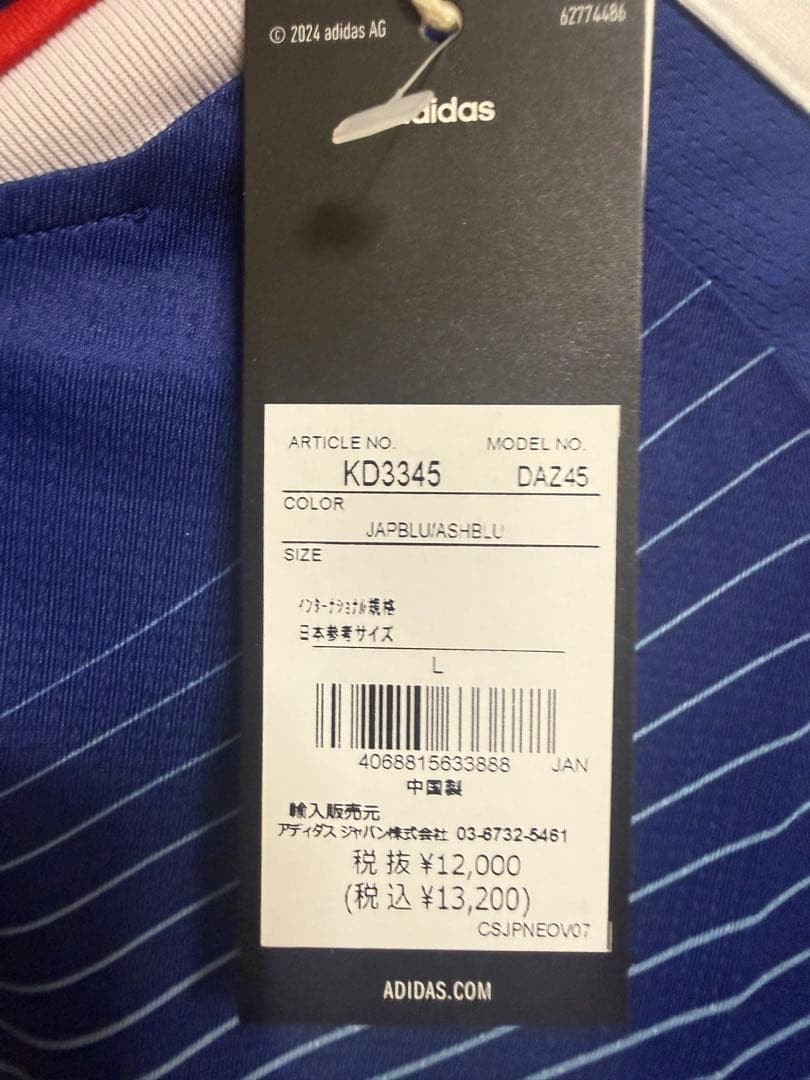 © 2024 adidas AG
62774486
adidas
ARTICLE NO. MODEL NO.
KD3345 DAZ45
COLOR
JAPBLU/ASHBLU
SIZE
インターナショナル規格
日本参考サイズ
L
4068815633888 JAN
中国製
輸入販売元
アディダス ジャパン株式会社 03-6732-5461
税 抜 ¥12,000
(税 込 ¥13,200)
CSJPNEOV07
ADIDAS.COM